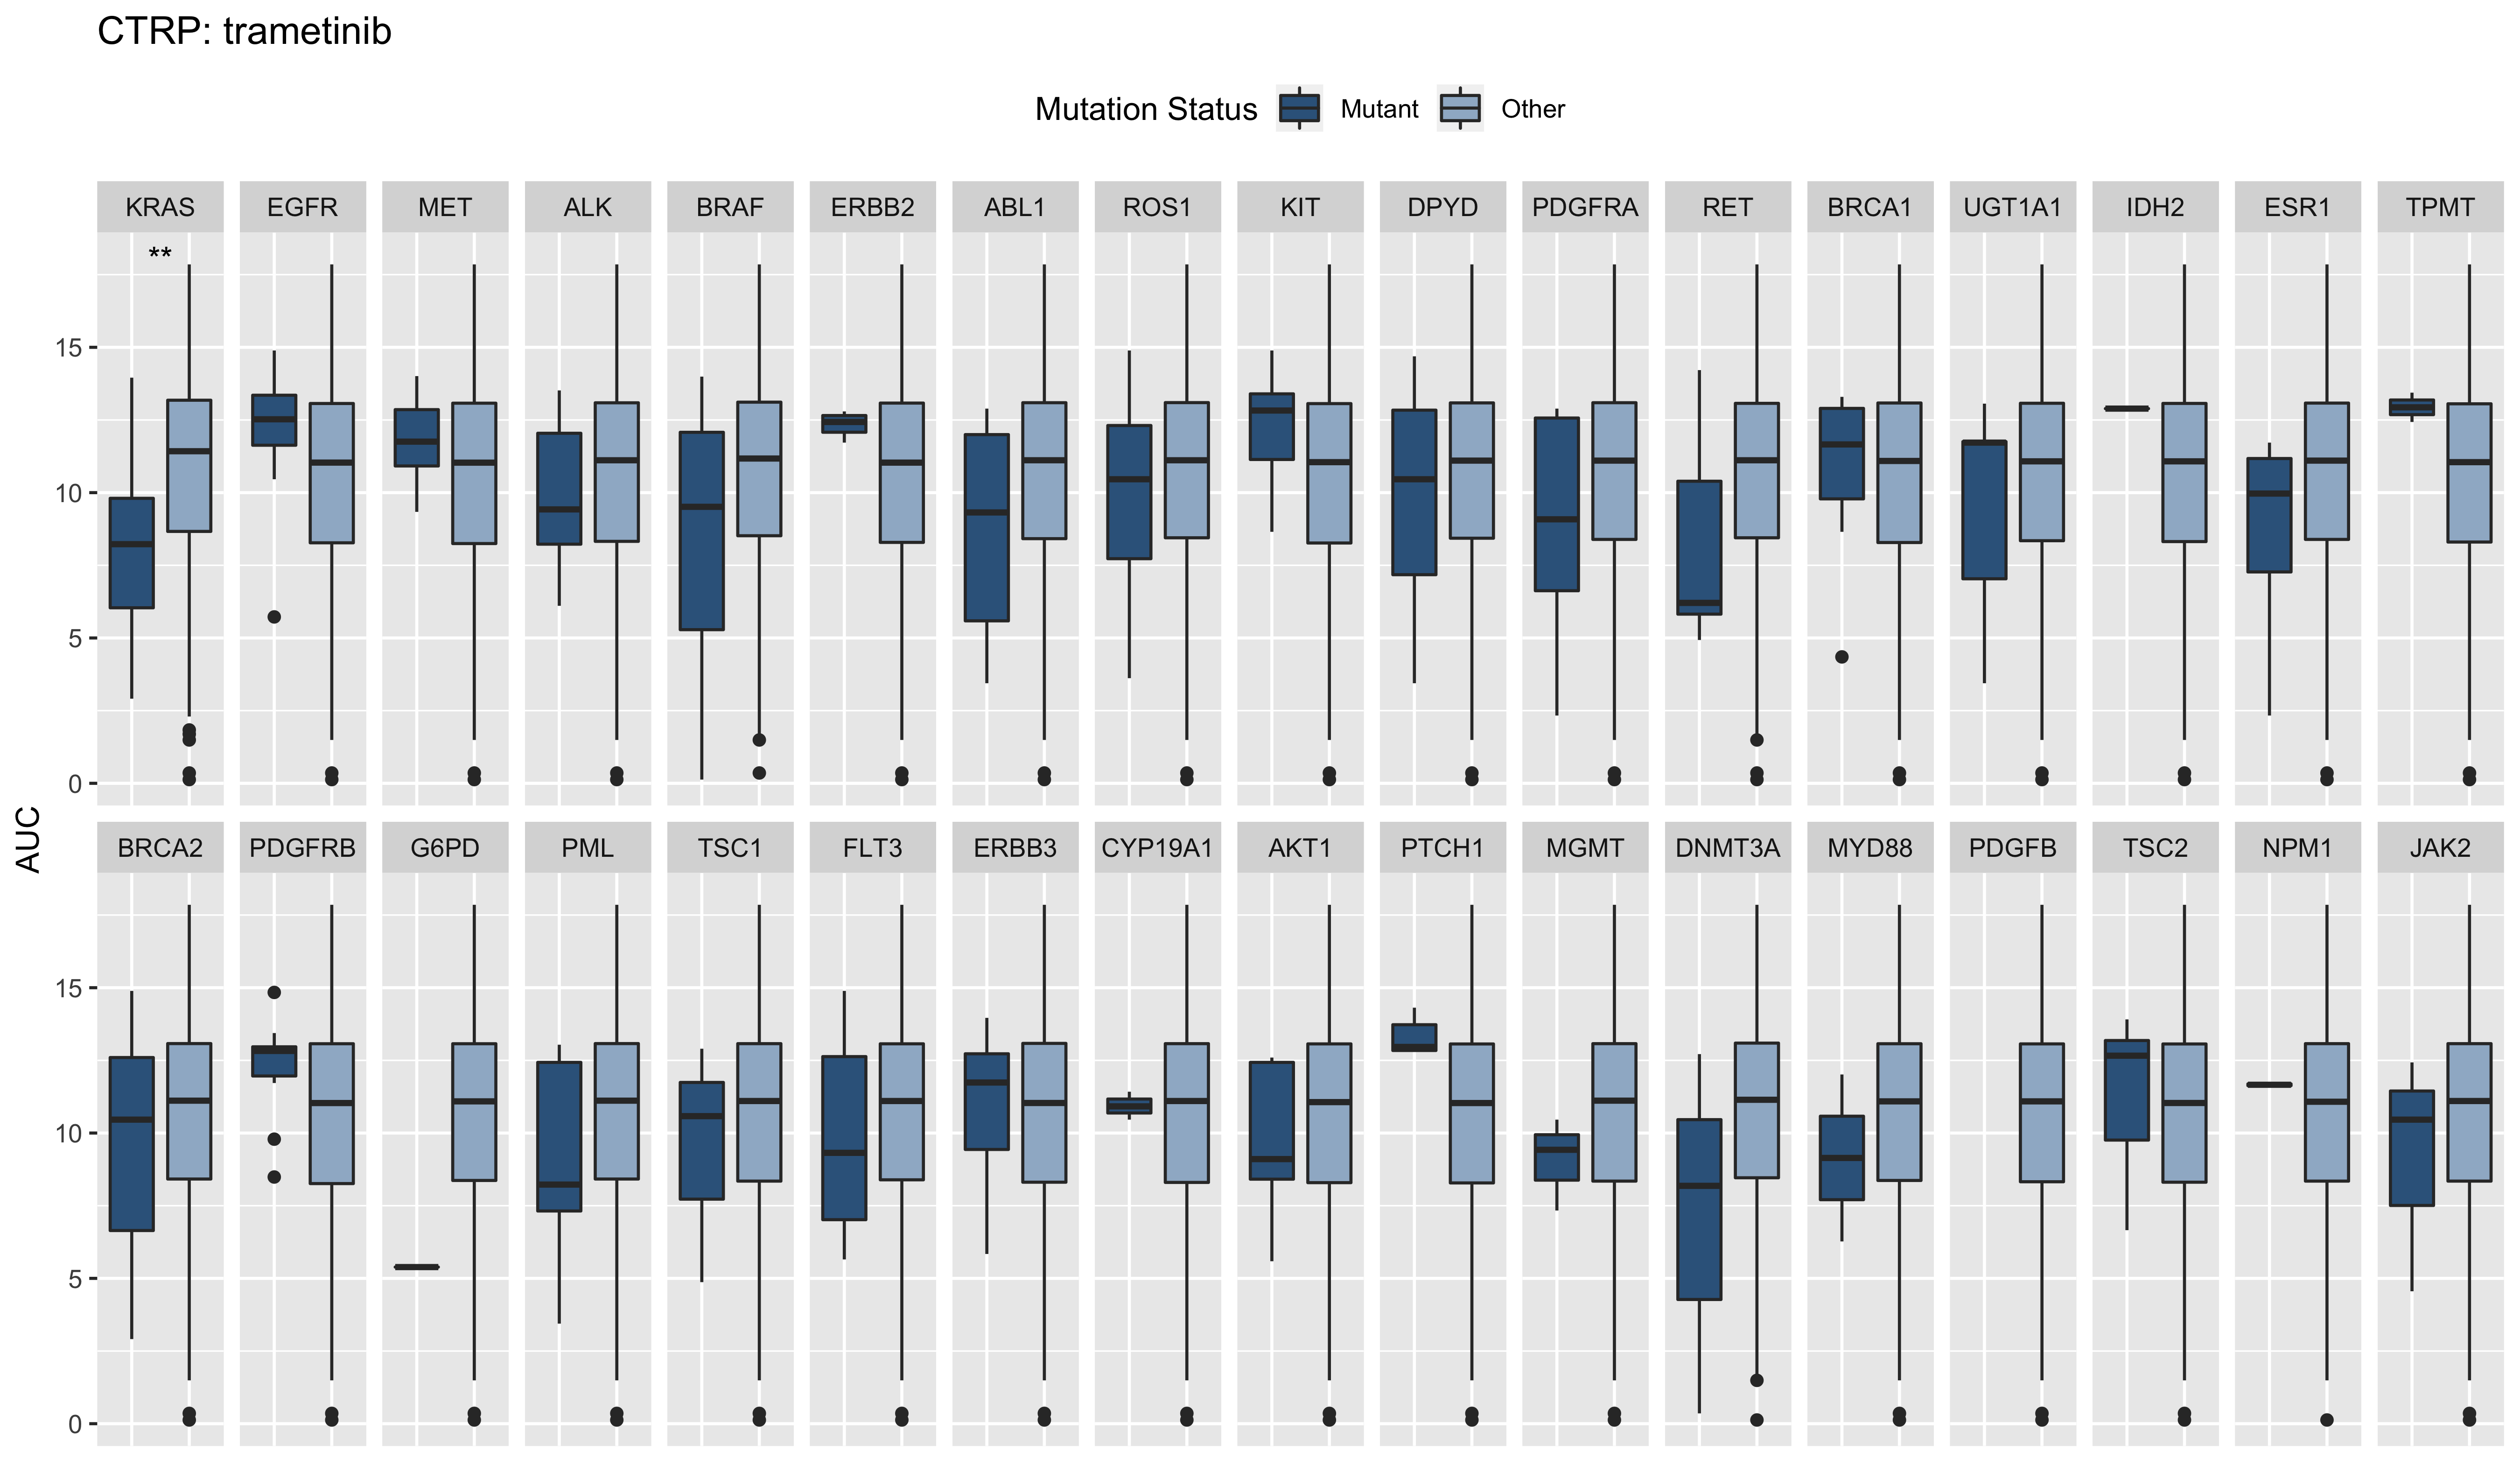 CTRP: trametinib
Mutation Status Mutant Other
KRAS EGFR MET ALK BRAF ERBB2 ABL1 ROS1 KIT DPYD PDGFRA RET BRCA1 UGT1A1 IDH2 ESR1 TPMT
**
15
10
5
0
AUC
BRCA2 PDGFRB G6PD PML TSC1 FLT3 ERBB3 CYP19A1 AKT1 PTCH1 MGMT DNMT3A MYD88 PDGFB TSC2 NPM1 JAK2
15
10
5
0